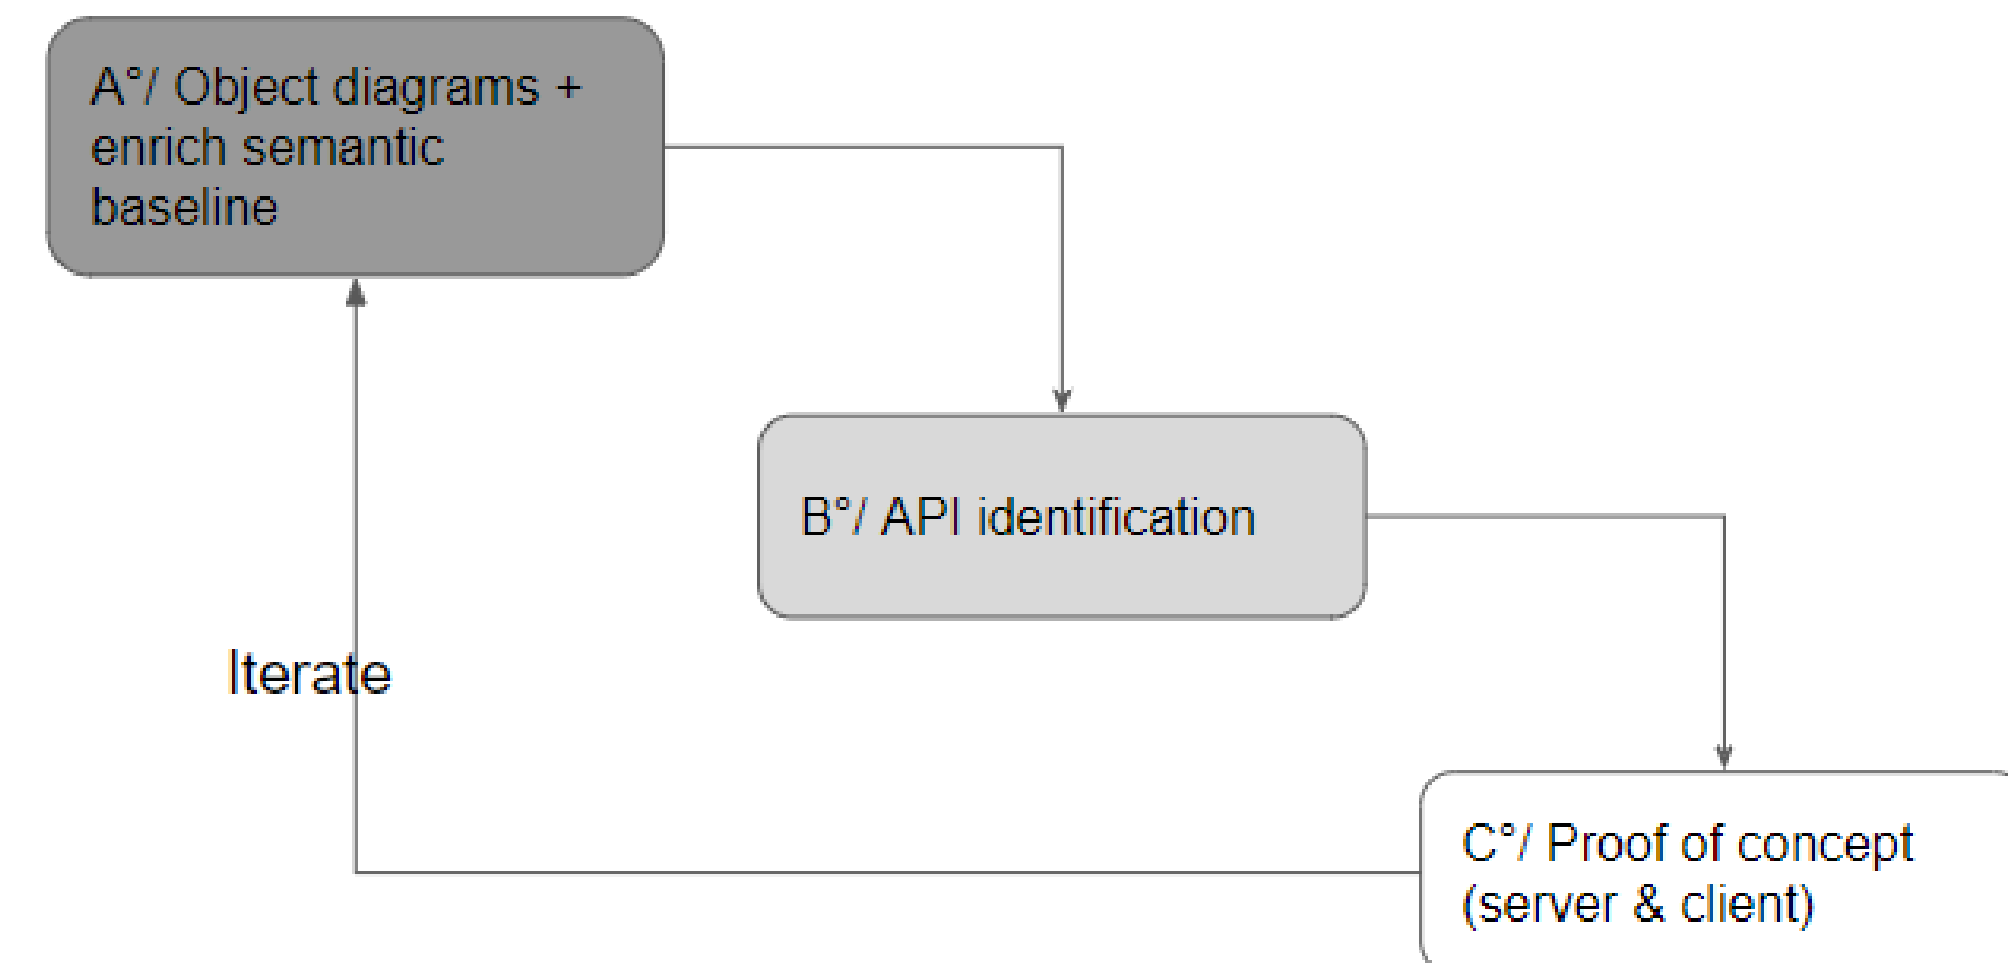 A°/ Object diagrams +
enrich semantic
baseline
B°/ API identification
Iterate
C°/ Proof of concept
(server & client)